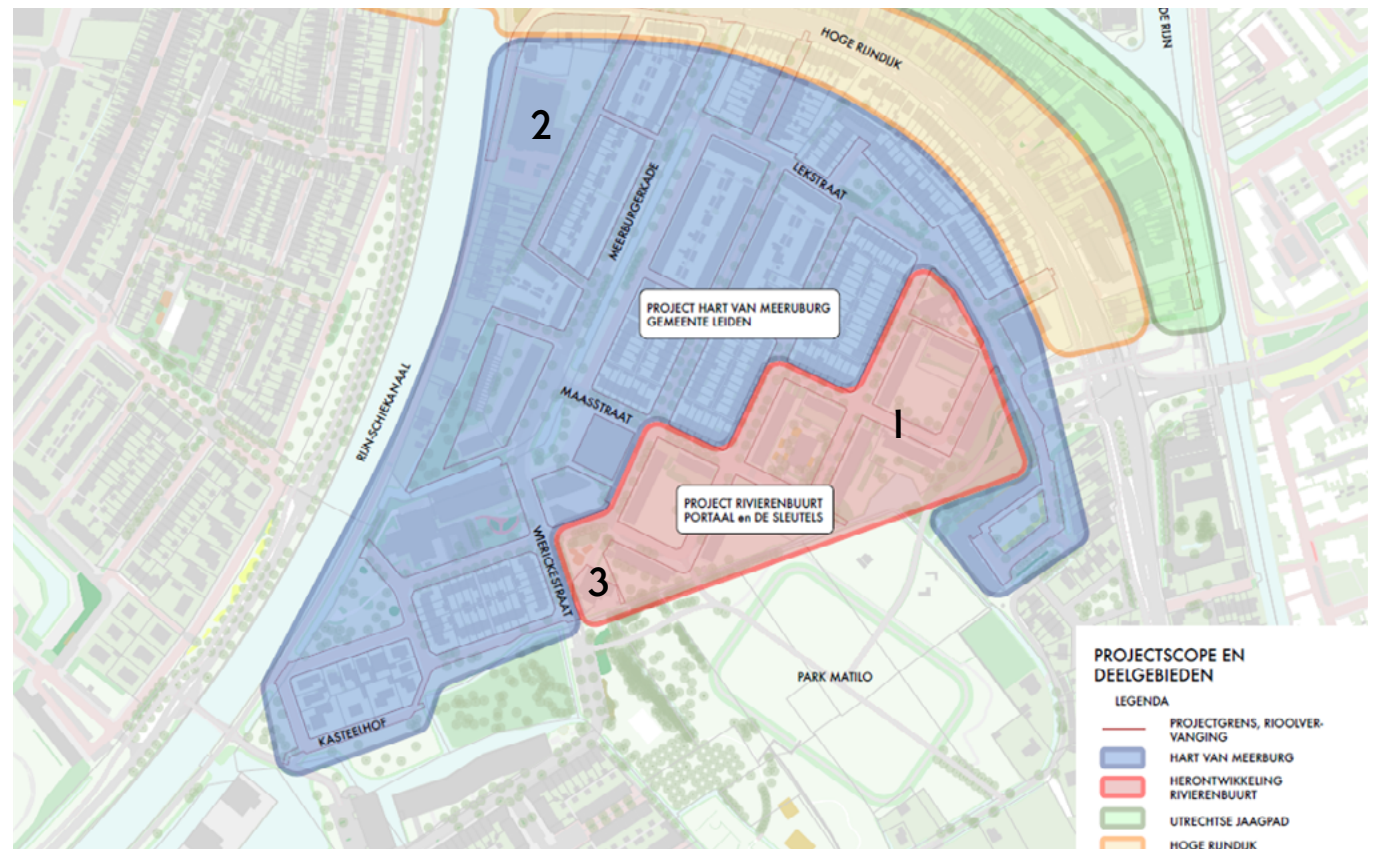 HOGE RIJNDIJK
DE RIJN
2
MEERBURGERKADE
LEKSTRAAT
PROJECT HART VAN MEERUBURG
GEMEENTE LEIDEN
RIJN-SCHIEKANAAL
MAASSTRAAT
1
PROJECT RIVIERENBUURT
PORTAAL en DE SLEUTELS
WIERICKESTRAAT
3
PARK MATILO
KASTEELHOF
PROJECTSCOPE EN
DEELGEBIEDEN
LEGENDA
PROJECTGRENS, RIOOLVER-
VANGING
HART VAN MEERBURG
HERONTWIKKELING
RIVIERENBUURT
UTRECHTSE JAAGPAD
HOGE RIJNDIJK